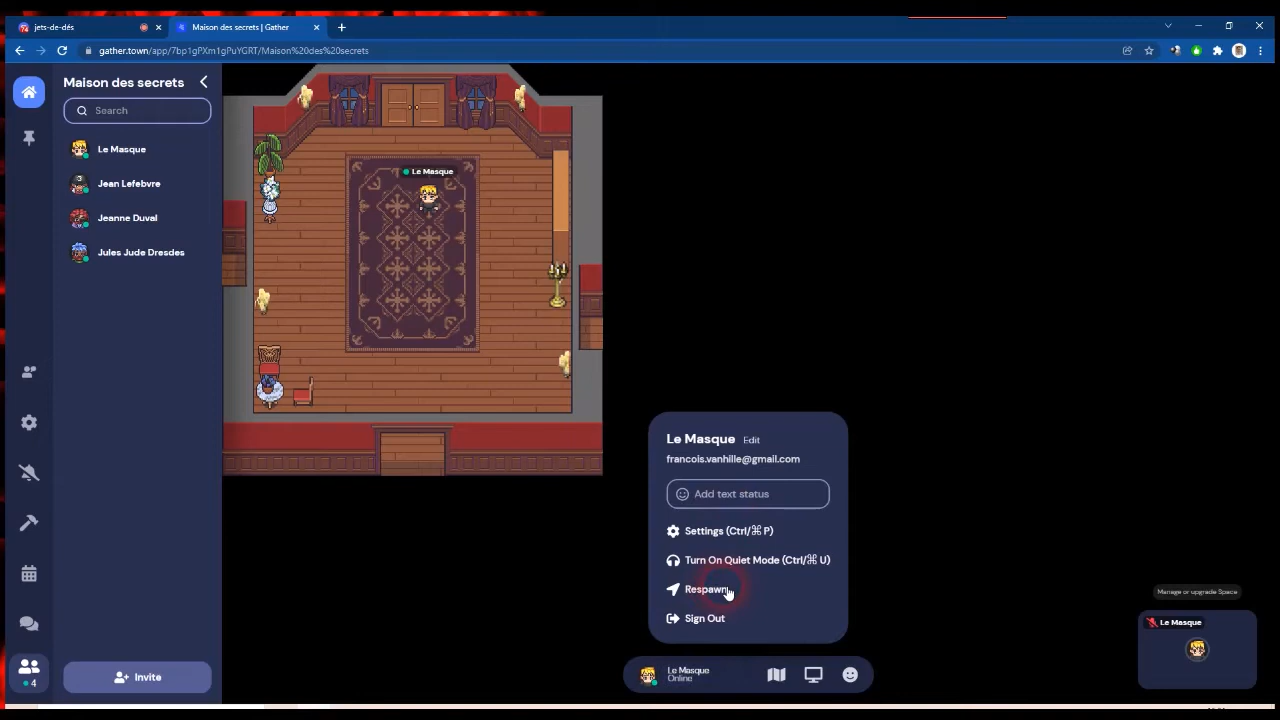 jets-de-dés
Maison des secrets | Gather
gather.town/app/7bp1gPXm1gPuYGRT/Maison%20des%20secrets
Maison des secrets
Search
Le Masque
Jean Lefebvre
Jeanne Duval
Jules Jude Dresdes
4
Invite
Le Masque
Le Masque Edit
francois.vanhille@gmail.com
Add text status
Settings (Ctrl/⌘ P)
Turn On Quiet Mode (Ctrl/⌘ U)
Respawn
Sign Out
Le Masque
Online
Manage or upgrade Space
Le Masque